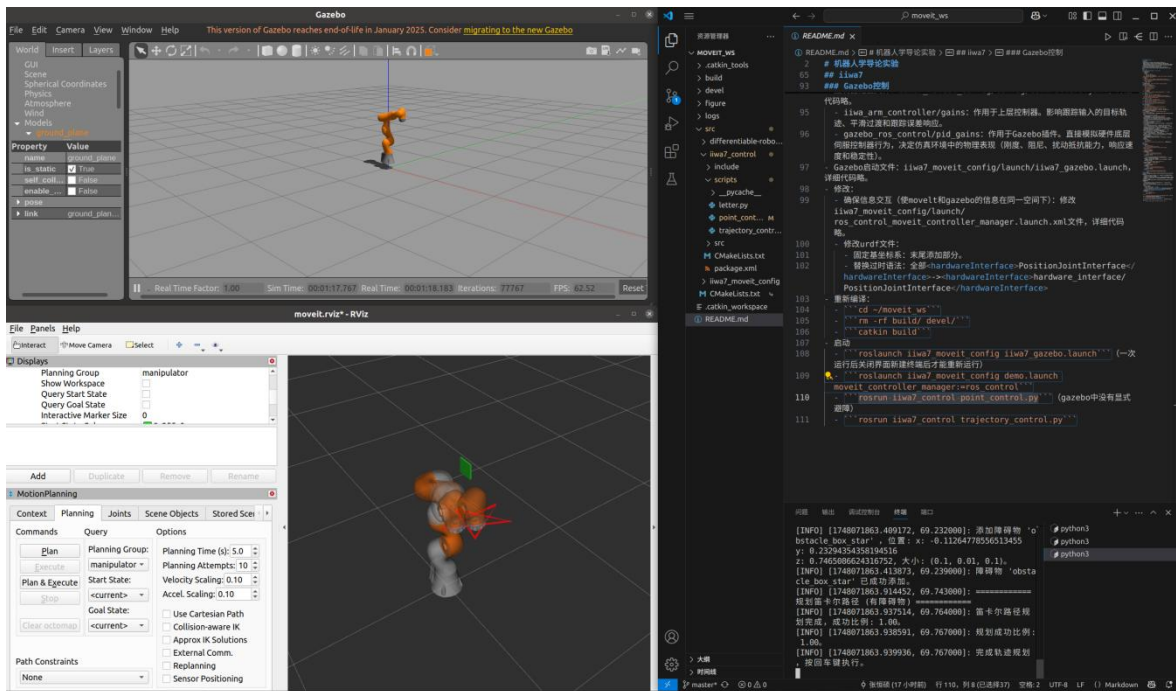 Gazebo
File Edit Camera View Window Help
This version of Gazebo reaches end-of-life in January 2025. Consider migrating to the new Gazebo
World Insert Layers
GUI
Scene
Spherical Coordinates
Physics
Atmosphere
Wind
Models
ground_plane
Property Value
name ground_plane
is_static True
self_coll... False
enable_... False
pose
link ground_plan...
Real Time Factor: 1.00 Sim Time: 00:01:17.767 Real Time: 00:01:18.183 Iterations: 77767 FPS: 62.52 Reset
moveit.rviz* - RViz
File Panels Help
Interact Move Camera Select
Displays
Planning Group manipulator
Show Workspace
Query Start State
Query Goal State
Interactive Marker Size 0
Add Duplicate Remove Rename
MotionPlanning
Context Planning Joints Scene Objects Stored Scer
Commands Query Options
Plan
Execute
Plan & Execute
Stop
Clear octomap
Planning Group:
manipulator
Start State:
<current>
Goal State:
<current>
Planning Time (s): 5.0
Planning Attempts: 10
Velocity Scaling: 0.10
Accel. Scaling: 0.10
Use Cartesian Path
Collision-aware IK
Approx IK Solutions
External Comm.
Replanning
Sensor Positioning
Path Constraints
None
moveit_ws
资源管理器
MOVEIT_WS
.catkin_tools
build
devel
figure
logs
src
differentiable-robo...
iiwa7_control
include
scripts
__pycache__
letter.py
point_cont... M
trajectory_contr...
src
CMakeLists.txt
package.xml
iiwa7_moveit_config
CMakeLists.txt
.catkin_workspace
README.md
大纲
时间线
README.md
README.md > # 机器人学导论实验 > ## iiwa7 > ### Gazebo控制
2 # 机器人学导论实验
65 ## iiwa7
93 ### Gazebo控制
代码略。
95 - iiwa_arm_controller/gains：作用于上层控制器。影响跟踪输入的目标轨
迹、平滑过渡和跟踪误差响应。
96 - gazebo_ros_control/pid_gains：作用于Gazebo插件。直接模拟硬件底层
伺服控制器行为，决定仿真环境中的物理表现（刚度、阻尼、扰动抵抗能力，响应速
度和稳定性）。
97 - Gazebo启动文件：iiwa7_moveit_config/launch/iiwa7_gazebo.launch，
详细代码略。
98 - 修改：
99 - 确保信息交互（使moveIt和gazebo的信息在同一空间下）：修改
iiwa7_moveit_config/launch/
ros_control_moveit_controller_manager.launch.xml文件，详细代码
略。
100 - 修改urdf文件：
101 - 固定基坐标系：末尾添加部分。
102 - 替换过时语法：全部<hardwareInterface>PositionJointInterface</
hardwareInterface>-><hardwareInterface>hardware_interface/
PositionJointInterface</hardwareInterface>
103 - 重新编译：
104 - ```cd ~/moveit_ws```
105 - ```rm -rf build/ devel/```
106 - ```catkin build```
107 - 启动
108 - ```roslaunch iiwa7_moveit_config iiwa7_gazebo.launch```（一次
运行后关闭界面新建终端后才能重新运行）
109 - ```roslaunch iiwa7_moveit_config demo.launch
moveit_controller_manager:=ros_control```
110 - ```rosrun iiwa7_control point_control.py```（gazebo中没有显式
避障）
111 - ```rosrun iiwa7_control trajectory_control.py```
问题 输出 调试控制台 终端 端口
[INFO] [1748071863.409172, 69.232000]: 添加障碍物 'o
bstacle_box_star' , 位置: x: -0.11264778556513455
y: 0.23294354358194516
z: 0.7465086624316752, 大小: (0.1, 0.01, 0.1)。
[INFO] [1748071863.413873, 69.239000]: 障碍物 'obsta
cle_box_star' 已成功添加。
[INFO] [1748071863.914452, 69.743000]: ============
规划笛卡尔路径 (有障碍物) ============
[INFO] [1748071863.937514, 69.764000]: 笛卡尔路径规
划完成，成功比例: 1.00。
[INFO] [1748071863.938591, 69.767000]: 规划成功比例:
1.00。
[INFO] [1748071863.939936, 69.767000]: 完成轨迹规划
，按回车键执行。
python3
python3
python3
master* 0 0 张恒硕 (17 小时前) 行 110，列 8 (已选择37) 空格: 2 UTF-8 LF {} Markdown